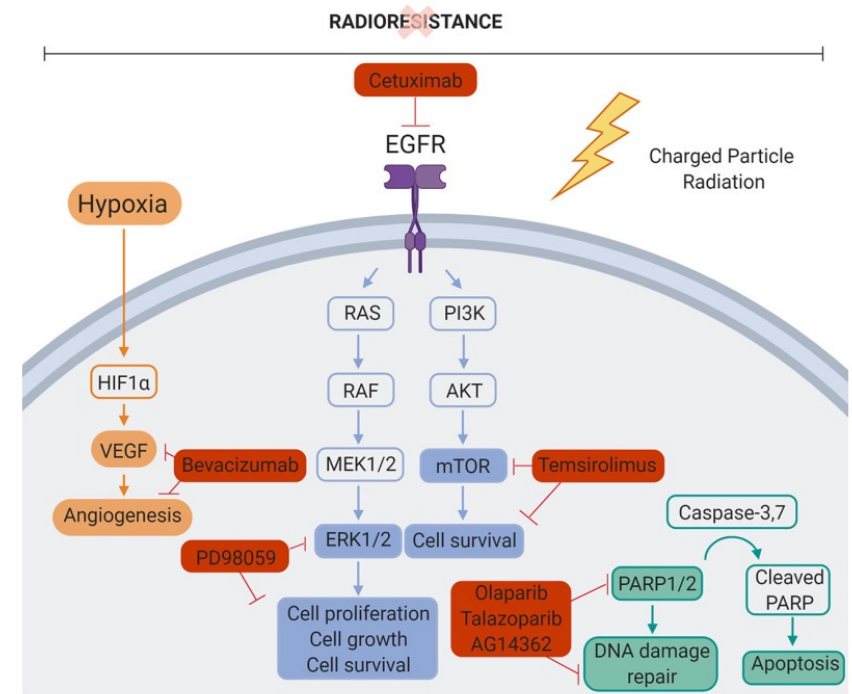 RADIORESISTANCE
Cetuximab
EGFR
Charged Particle
Radiation
Hypoxia
RAS
PI3K
HIF1α
RAF
AKT
VEGF
Bevacizumab
MEK1/2
mTOR
Temsirolimus
Angiogenesis
Caspase-3,7
ERK1/2
Cell survival
PD98059
PARP1/2
Cleaved
PARP
Olaparib
Talazoparib
AG14362
Cell proliferation
Cell growth
Cell survival
DNA damage
repair
Apoptosis